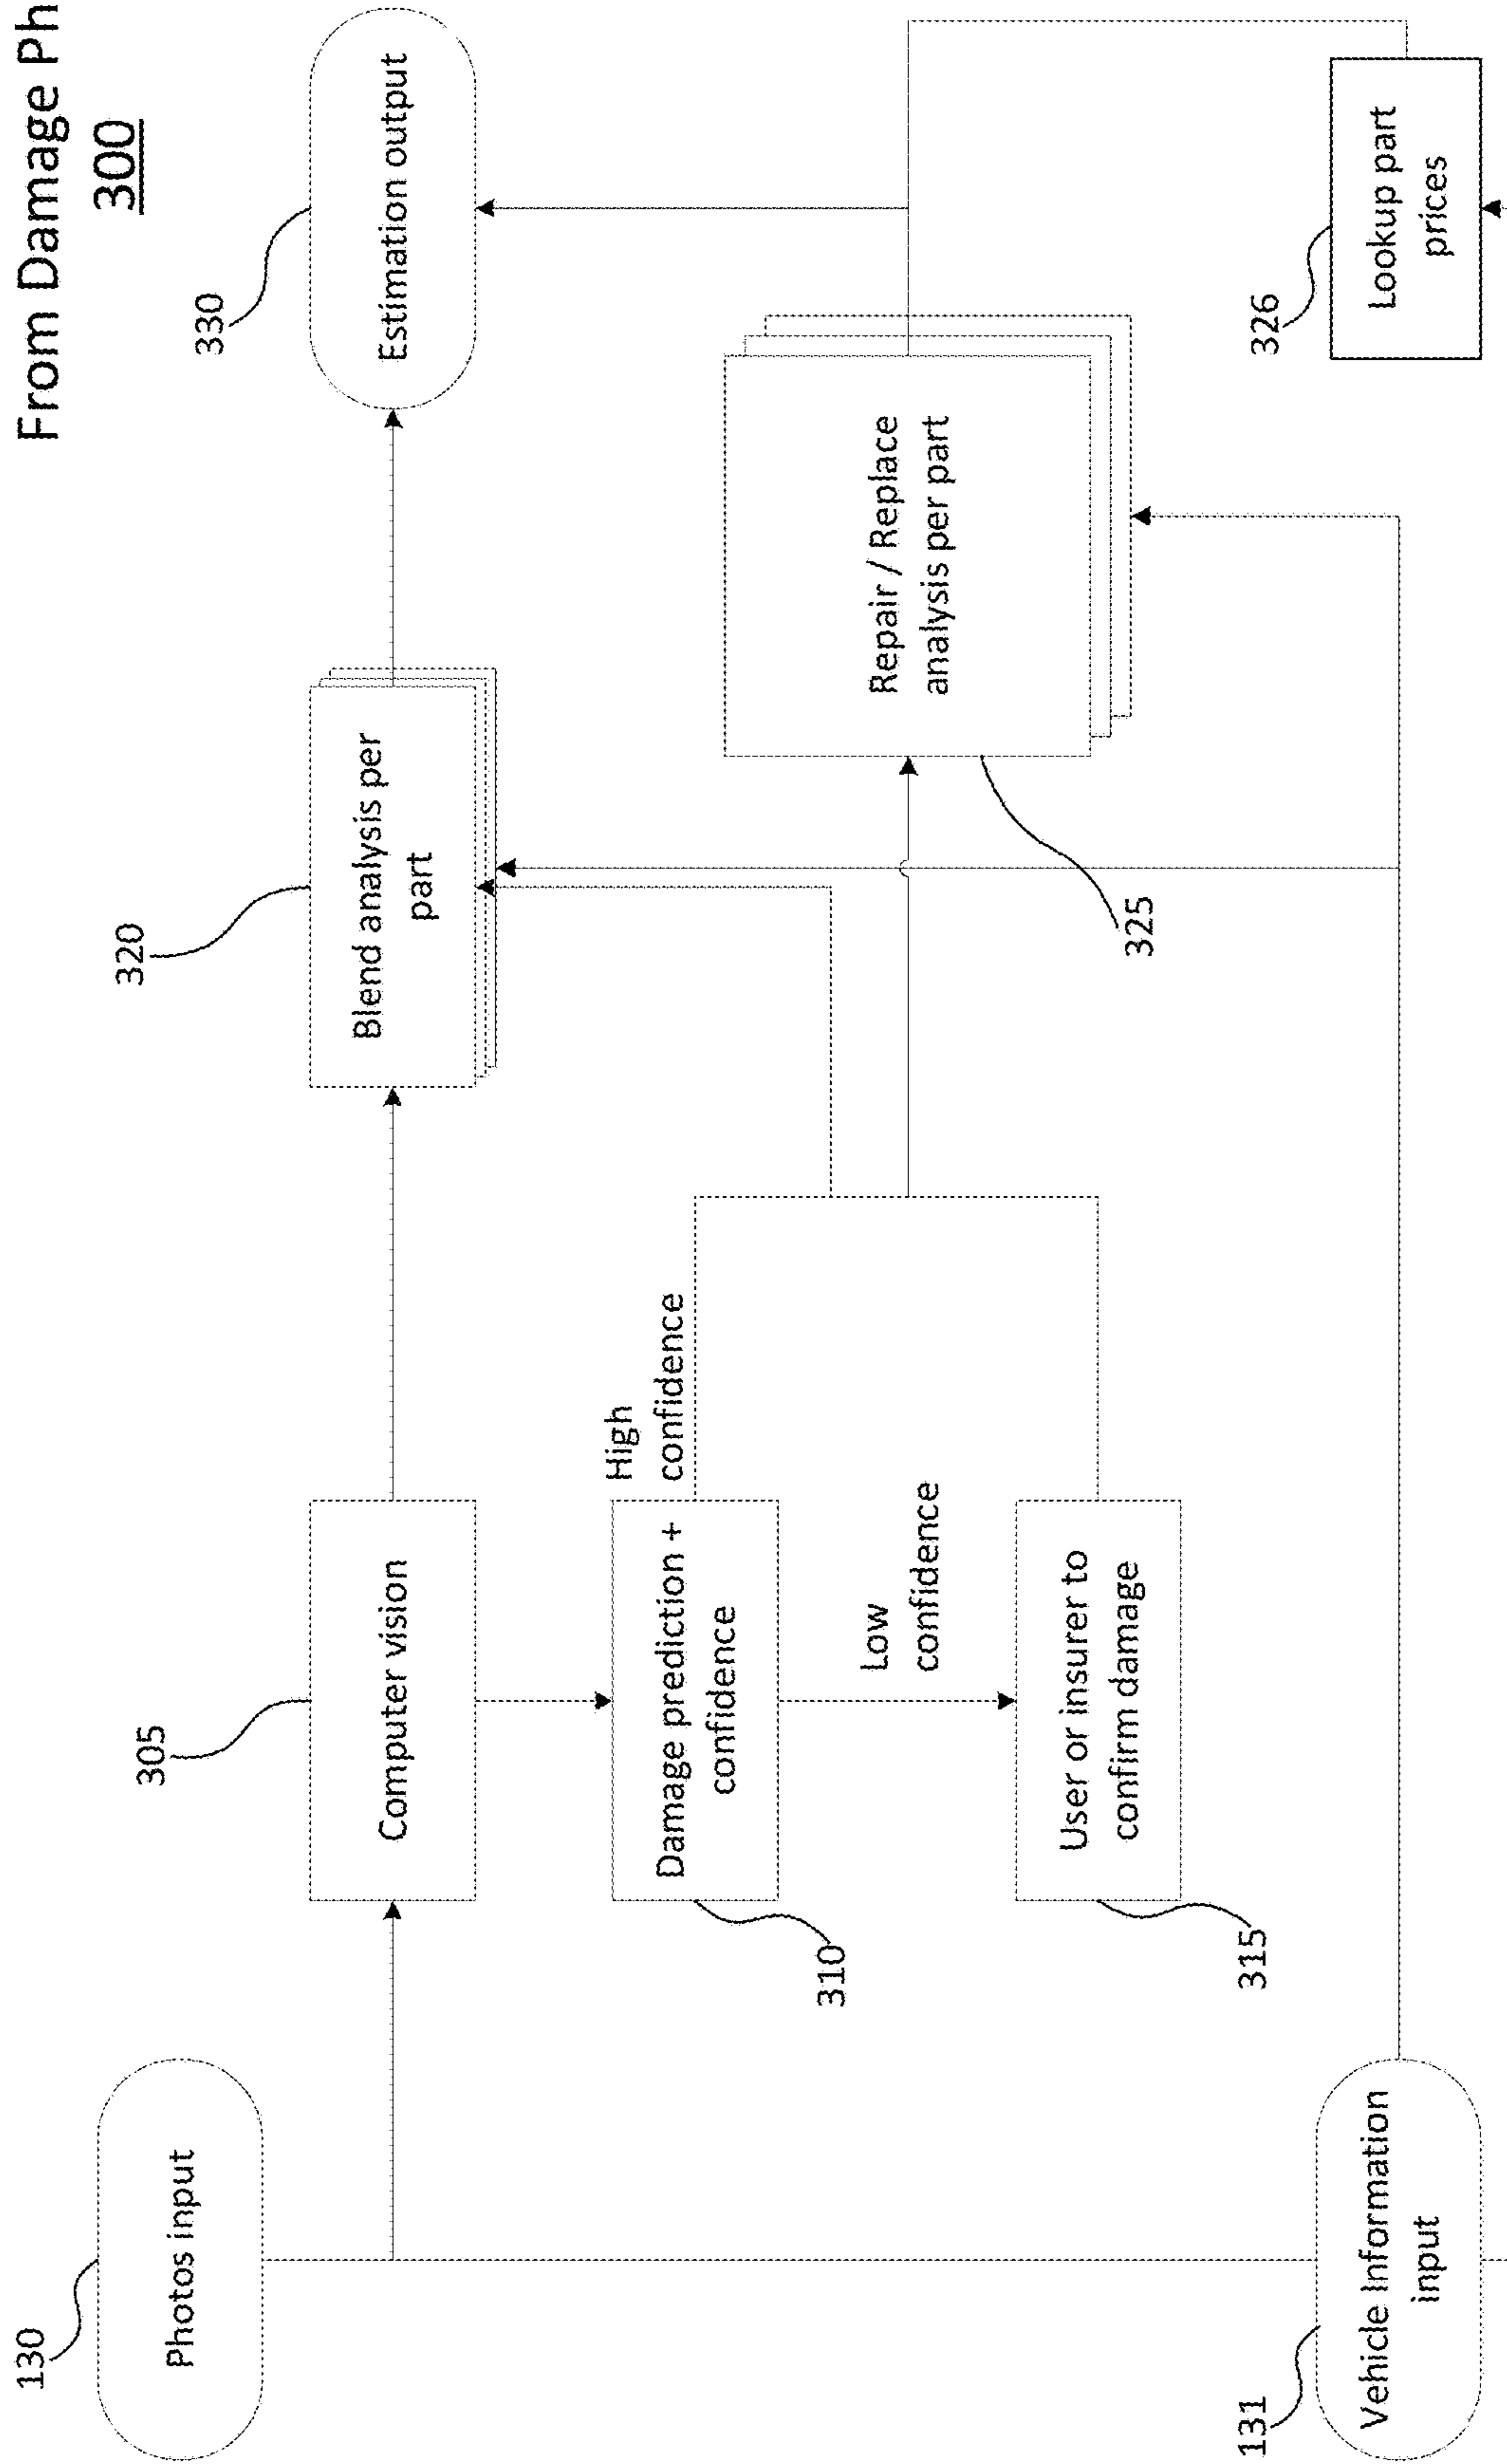 From Damage Ph
300
130
Photos input
305
Computer vision
320
Blend analysis per
part
330
Estimation output
310
Damage prediction +
confidence
High
confidence
Low
confidence
315
User or insurer to
confirm damage
325
Repair / Replace
analysis per part
326
Lookup part
prices
131
Vehicle Information
input